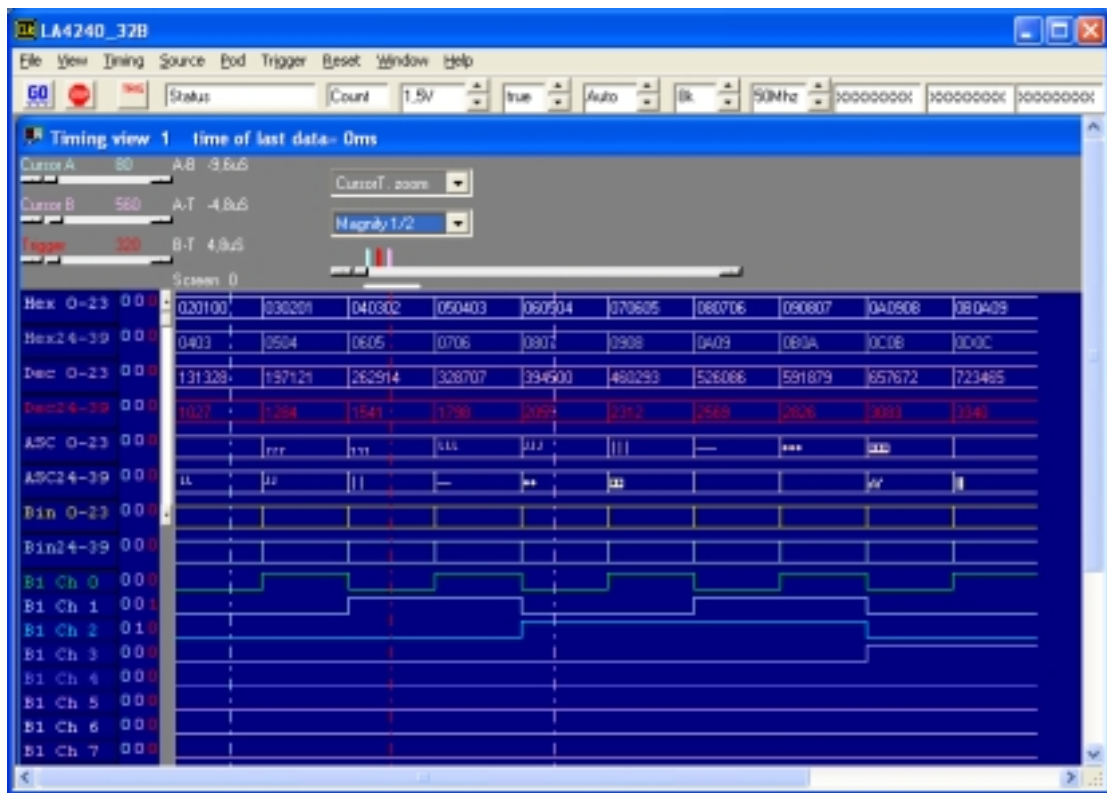 LA4240_32B
File View Timing Source Pod Trigger Reset Window Help
GO TRIG Status Count 1,5V true Auto 8k 50Mhz xxxxxxxxx xxxxxxxxx xxxxxxxxx
Timing view 1 time of last data= 0ms
Cursor A 80 A-B -9,6uS
CursorT. zoom
Cursor B 560 A-T -4,8uS
Magnify 1/2
Trigger 320 B-T 4,8uS
Screen 0
Hex 0-23 000 020100 030201 040302 050403 060504 070605 080706 090807 0A0908 0B0A09
Hex24-39 000 0403 0504 0605 0706 0807 0908 0A09 0B0A 0C0B 0D0C
Dec 0-23 000 131328 197121 262914 328707 394500 460293 526086 591879 657672 723465
Dec24-39 000 1027 1284 1541 1798 2055 2312 2569 2826 3083 3340
ASC 0-23 000
ASC24-39 000
Bin 0-23 000
Bin24-39 000
B1 Ch 0 000
B1 Ch 1 001
B1 Ch 2 010
B1 Ch 3 000
B1 Ch 4 000
B1 Ch 5 000
B1 Ch 6 000
B1 Ch 7 000